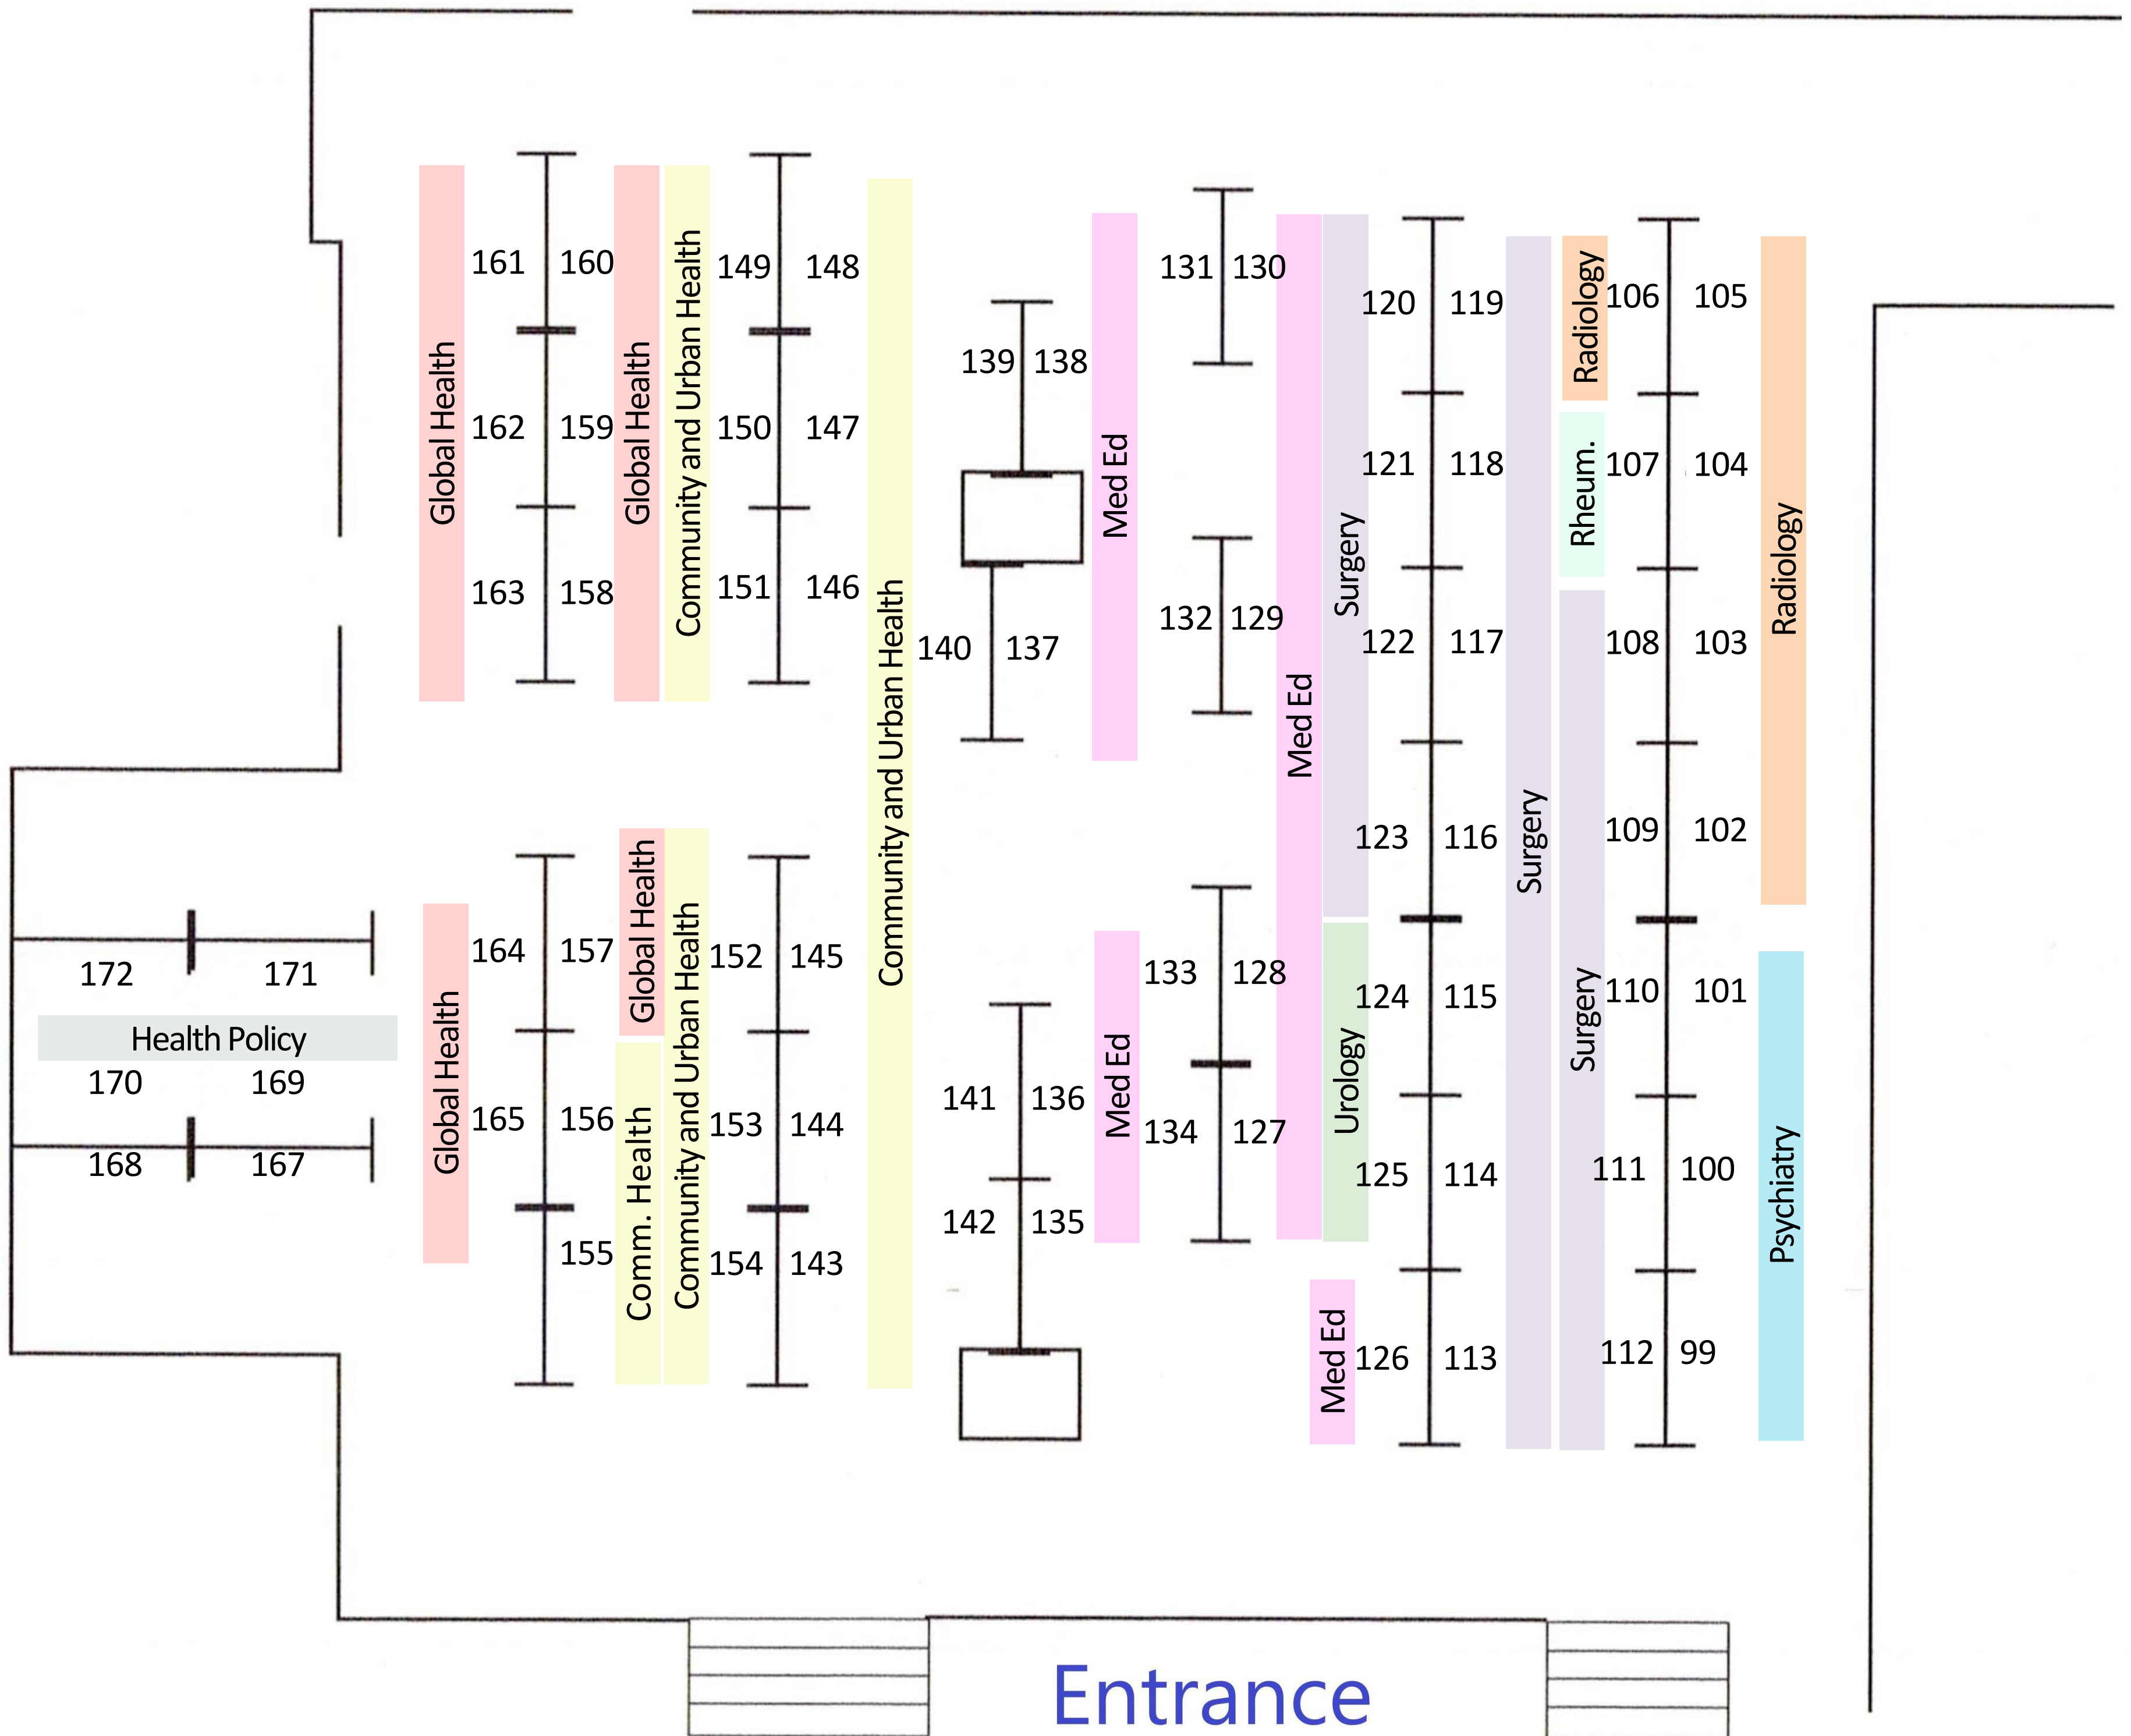 Global Health
161 160
162 159
163 158
Global Health
Community and Urban Health
149 148
150 147
151 146
Community and Urban Health
139 138
140 137
Med Ed
131 130
132 129
Med Ed
Surgery
120 119
121 118
122 117
123 116
Surgery
Radiology
Rheum.
Surgery
106 105
107 104
108 103
109 102
Radiology
172 171
Health Policy
170 169
168 167
Global Health
164 157
165 156
155
Global Health
Comm. Health
Community and Urban Health
152 145
153 144
154 143
141 136
142 135
Med Ed
133 128
134 127
Urology
Med Ed
124 115
125 114
126 113
110 101
111 100
112 99
Psychiatry
Entrance